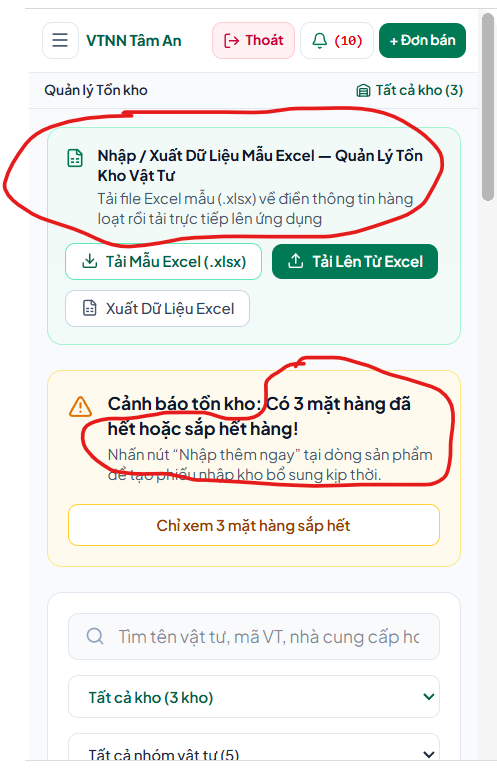 VTNN Tâm An
Thoát
(10)
+ Đơn bán
Quản lý Tồn kho
Tất cả kho (3)
Nhập / Xuất Dữ Liệu Mẫu Excel — Quản Lý Tồn
Kho Vật Tư
Tải file Excel mẫu (.xlsx) về điền thông tin hàng
loạt rồi tải trực tiếp lên ứng dụng
Tải Mẫu Excel (.xlsx)
Tải Lên Từ Excel
Xuất Dữ Liệu Excel
Cảnh báo tồn kho: Có 3 mặt hàng đã
hết hoặc sắp hết hàng!
Nhấn nút “Nhập thêm ngay” tại dòng sản phẩm
để tạo phiếu nhập kho bổ sung kịp thời.
Chỉ xem 3 mặt hàng sắp hết
Tìm tên vật tư, mã VT, nhà cung cấp hc
Tất cả kho (3 kho)
Tất cả nhóm vật tư (5)